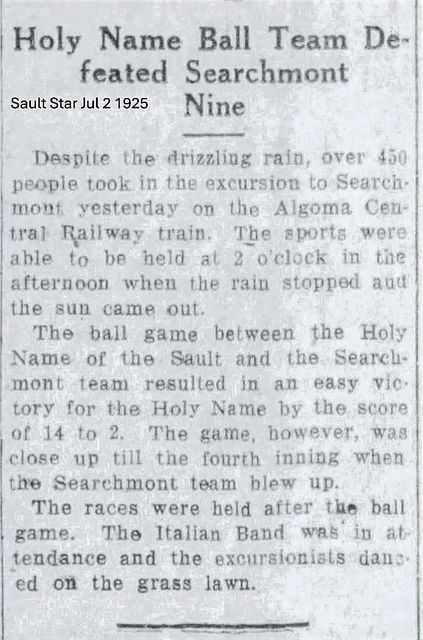 Holy Name Ball Team De-
feated Searchmont
Sault Star Jul 2 1925
Nine
Despite the drizzling rain, over 450
people took in the excursion to Search-
mont yesterday on the Algoma Cen-
tral Railway train. The sports were
able to be held at 2 o'clock in the
afternoon when the rain stopped and
the sun came out.
The ball game between the Holy
Name of the Sault and the Search-
mont team resulted in an easy vic-
tory for the Holy Name by the score
of 14 to 2. The game, however, was
close up till the fourth inning when
the Searchmont team blew up.
The races were held after the ball
game. The Italian Band was in at-
tendance and the excursionists danc-
ed on the grass lawn.